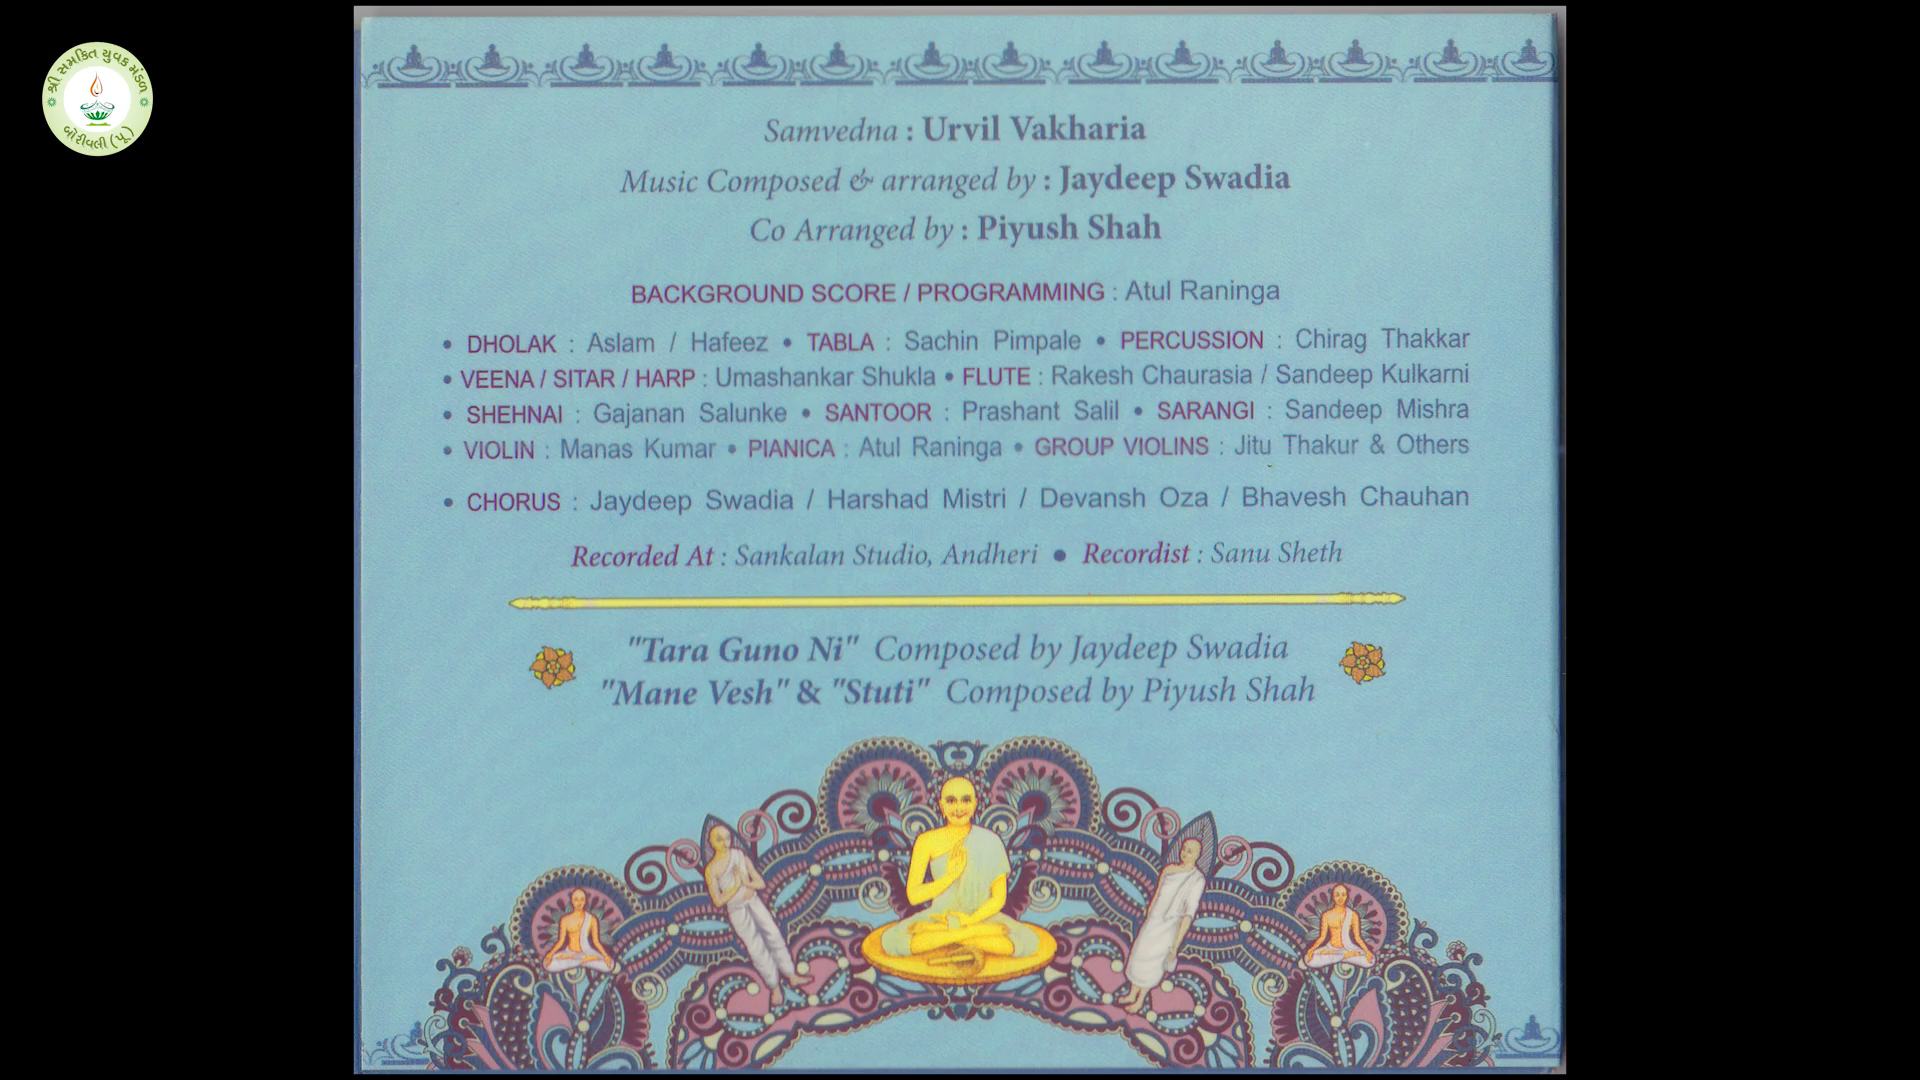 શ્રી સમકિત યુવક મંડળ
બોરીવલી (પૂ.)
Samvedna : Urvil Vakharia
Music Composed & arranged by : Jaydeep Swadia
Co Arranged by : Piyush Shah
BACKGROUND SCORE / PROGRAMMING : Atul Raninga
• DHOLAK : Aslam / Hafeez • TABLA : Sachin Pimpale • PERCUSSION : Chirag Thakkar
• VEENA / SITAR / HARP : Umashankar Shukla • FLUTE : Rakesh Chaurasia / Sandeep Kulkarni
• SHEHNAI : Gajanan Salunke • SANTOOR : Prashant Salil • SARANGI : Sandeep Mishra
• VIOLIN : Manas Kumar • PIANICA : Atul Raninga • GROUP VIOLINS : Jitu Thakur & Others
• CHORUS : Jaydeep Swadia / Harshad Mistri / Devansh Oza / Bhavesh Chauhan
Recorded At : Sankalan Studio, Andheri • Recordist : Sanu Sheth
"Tara Guno Ni" Composed by Jaydeep Swadia
"Mane Vesh" & "Stuti" Composed by Piyush Shah